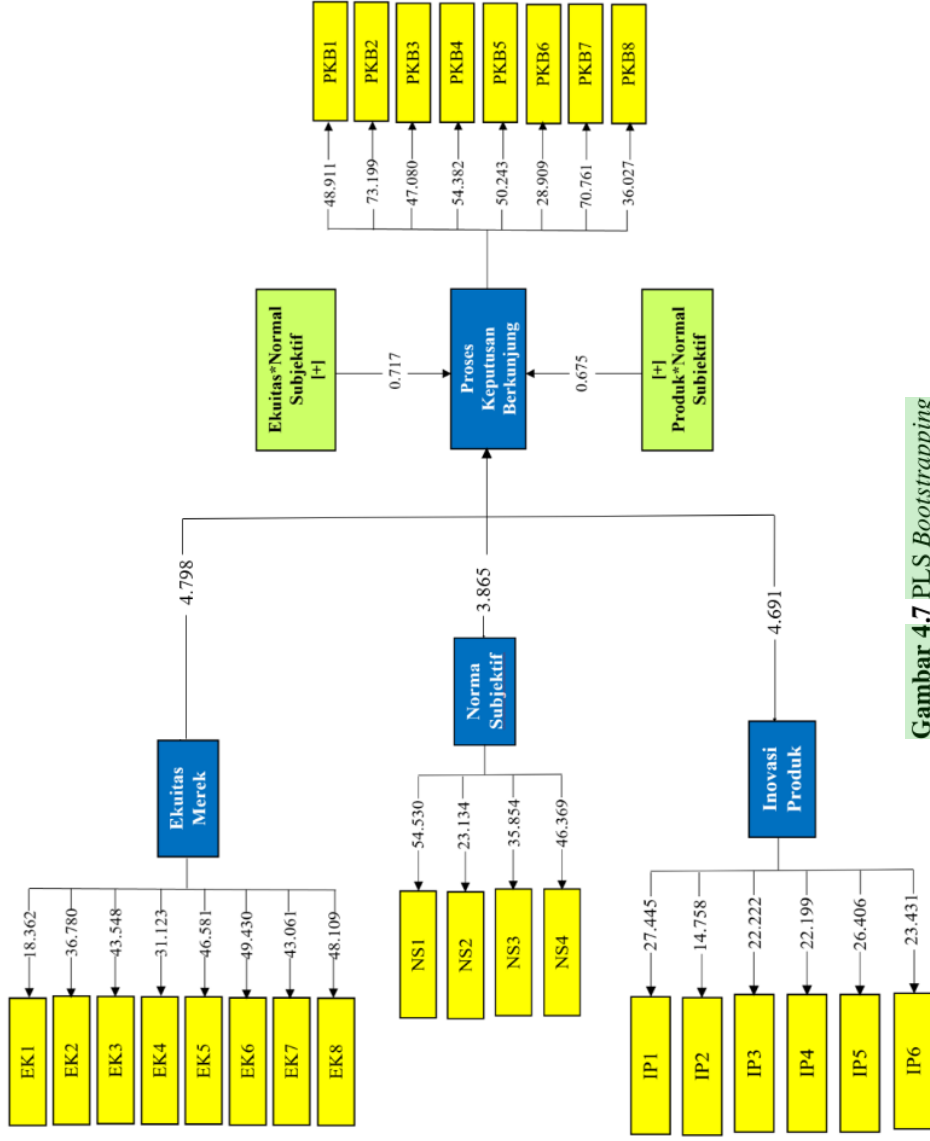 EK1
EK2
EK3
EK4
EK5
EK6
EK7
EK8
18.362
36.780
43.548
31.123
46.581
49.430
43.061
48.109
Ekuitas
Merek
4.798
NS1
NS2
NS3
NS4
54.530
23.134
35.854
46.369
Norma
Subjektif
3.865
IP1
IP2
IP3
IP4
IP5
IP6
27.445
14.758
22.222
22.199
26.406
23.431
Inovasi
Produk
4.691
Ekuitas*Normal
Subjektif
[+]
0.717
Proses
Keputusan
Berkunjung
0.675
[+]
Produk*Normal
Subjektif
48.911
73.199
47.080
54.382
50.243
28.909
70.761
36.027
PKB1
PKB2
PKB3
PKB4
PKB5
PKB6
PKB7
PKB8
Gambar 4.7 PLS Bootstrapping